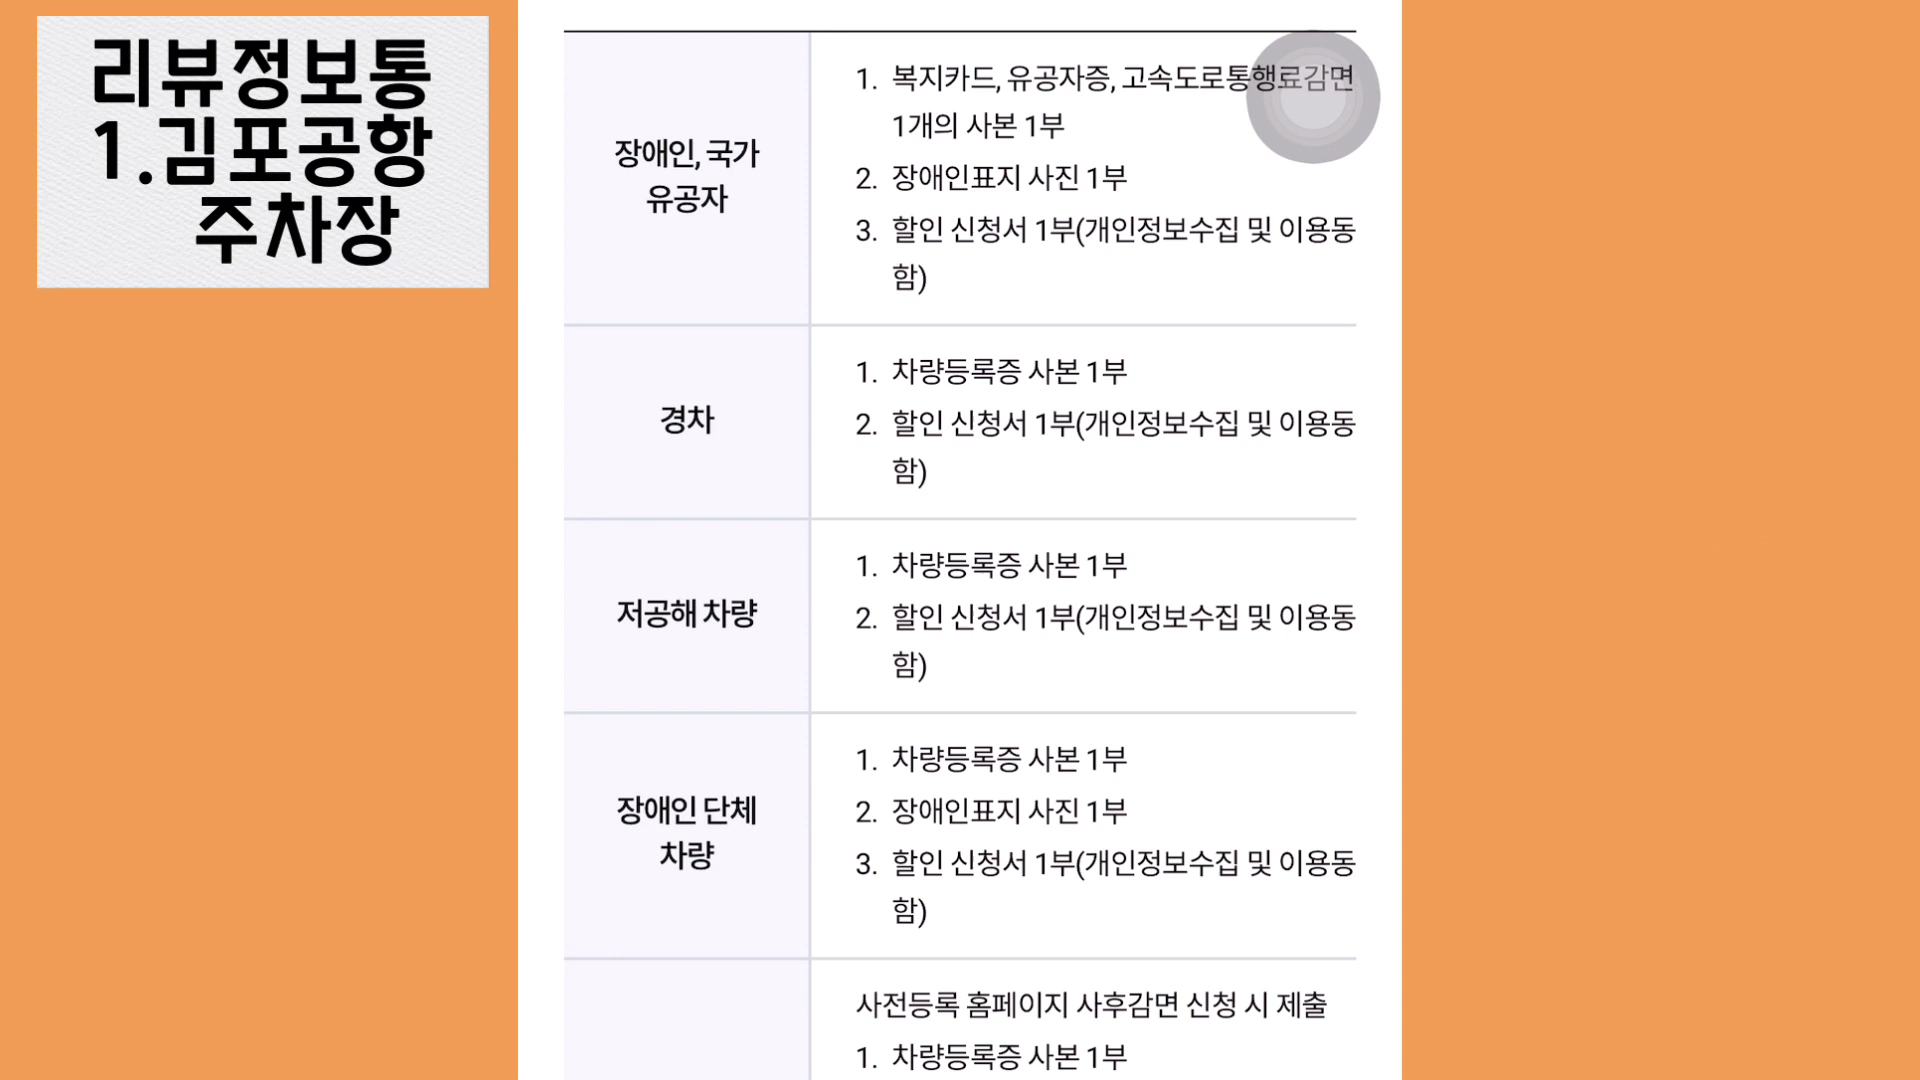 리뷰정보통
1.김포공항
주차장
장애인, 국가
유공자
1. 복지카드, 유공자증, 고속도로통행료감면
1개의 사본 1부
2. 장애인표지 사진 1부
3. 할인 신청서 1부(개인정보수집 및 이용동
함)
경차
1. 차량등록증 사본 1부
2. 할인 신청서 1부(개인정보수집 및 이용동
함)
저공해 차량
1. 차량등록증 사본 1부
2. 할인 신청서 1부(개인정보수집 및 이용동
함)
장애인 단체
차량
1. 차량등록증 사본 1부
2. 장애인표지 사진 1부
3. 할인 신청서 1부(개인정보수집 및 이용동
함)
사전등록 홈페이지 사후감면 신청 시 제출
1. 차량등록증 사본 1부